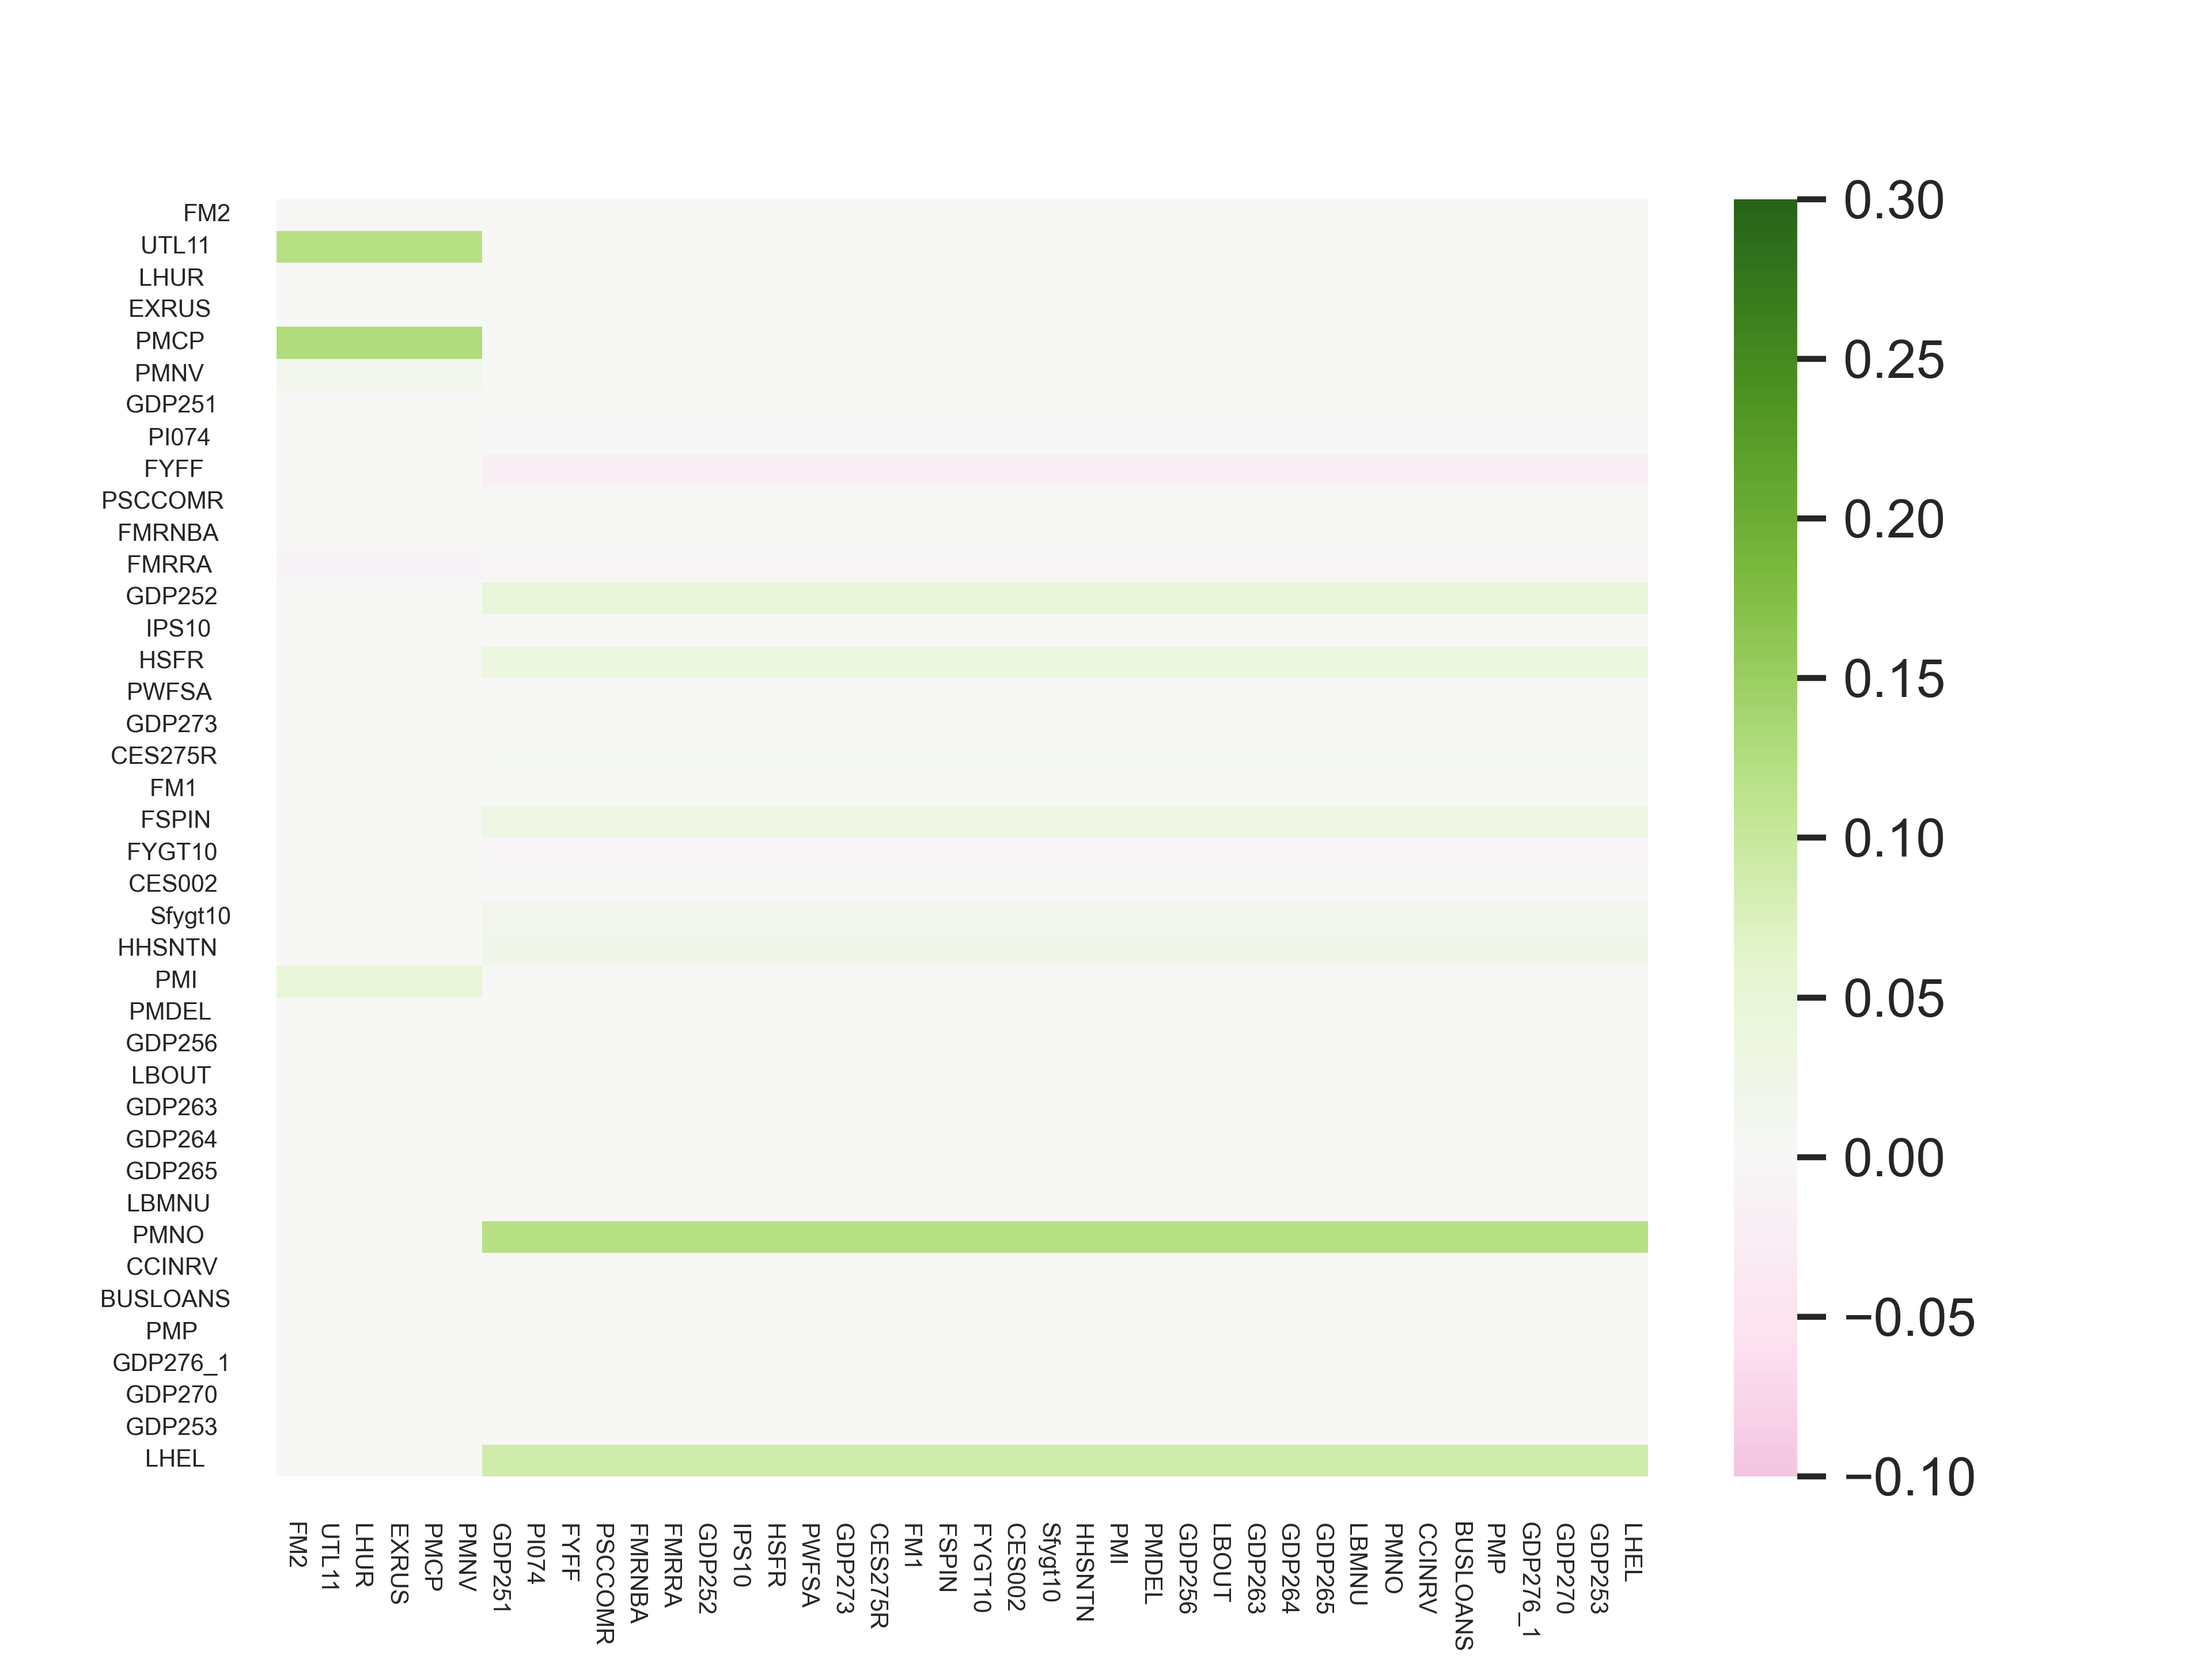 FM2
UTL11
LHUR
EXRUS
PMCP
PMNV
GDP251
PI074
FYFF
PSCCOMR
FMRNBA
FMRRA
GDP252
IPS10
HSFR
PWFSA
GDP273
CES275R
FM1
FSPIN
FYGT10
CES002
Sfygt10
HHSNTN
PMI
PMDEL
GDP256
LBOUT
GDP263
GDP264
GDP265
LBMNU
PMNO
CCINRV
BUSLOANS
PMP
GDP276_1
GDP270
GDP253
LHEL
FM2
UTL11
LHUR
EXRUS
PMCP
PMNV
GDP251
PI074
FYFF
PSCCOMR
FMRNBA
FMRRA
GDP252
IPS10
HSFR
PWFSA
GDP273
CES275R
FM1
FSPIN
FYGT10
CES002
Sfygt10
HHSNTN
PMI
PMDEL
GDP256
LBOUT
GDP263
GDP264
GDP265
LBMNU
PMNO
CCINRV
BUSLOANS
PMP
GDP276_1
GDP270
GDP253
LHEL
0.30
0.25
0.20
0.15
0.10
0.05
0.00
−0.05
−0.10